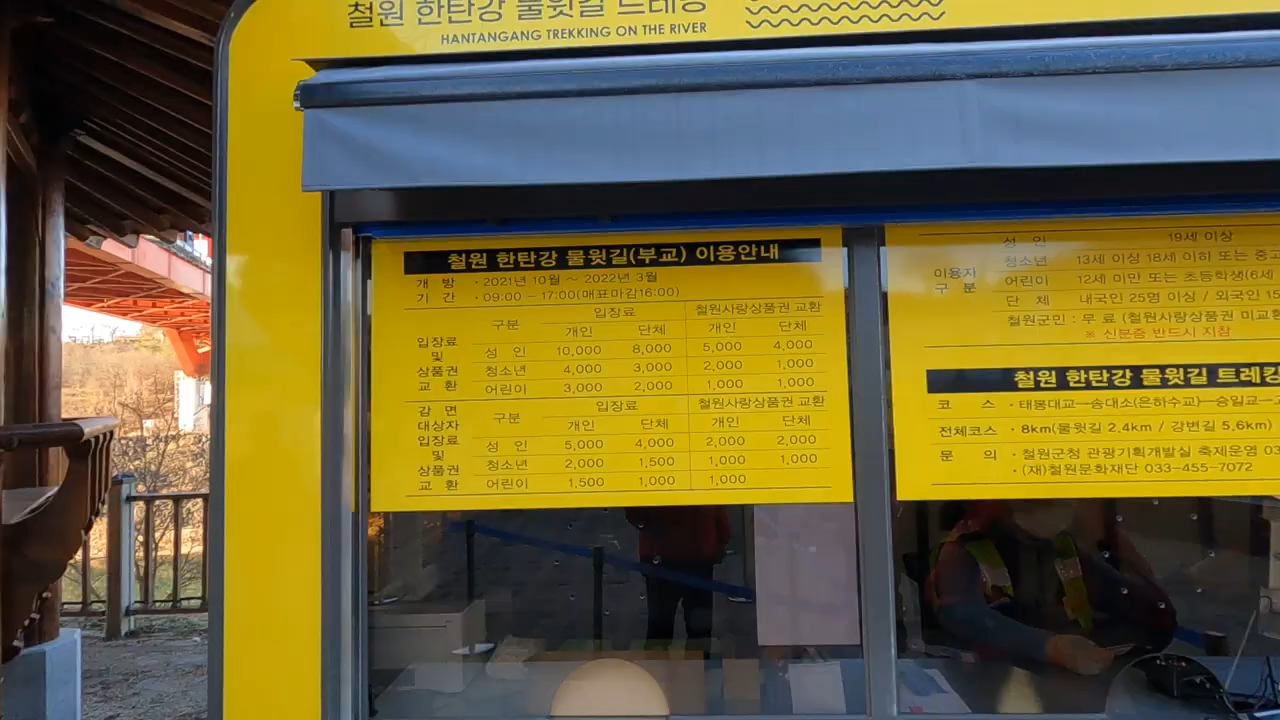 철원 한탄강 물윗길 트레킹
HANTANGANG TREKKING ON THE RIVER
철원 한탄강 물윗길(부교) 이용안내
개 방 · 2021년 10월 ~ 2022년 3월
기 간 · 09:00 - 17:00(매표마감16:00)
구분 입장료 철원사랑상품권 교환
개인 단체 개인 단체
입장료 및 상품권 교 환
성 인 10,000 8,000 5,000 4,000
청소년 4,000 3,000 2,000 1,000
어린이 3,000 2,000 1,000 1,000
감 면 대상자 입장료 및 상품권 교 환
구분 입장료 철원사랑상품권 교환
개인 단체 개인 단체
성 인 5,000 4,000 2,000 2,000
청소년 2,000 1,500 1,000 1,000
어린이 1,500 1,000 1,000
이용자 구 분
성 인 19세 이상
청소년 13세 이상 18세 이하 또는 중고
어린이 12세 미만 또는 초등학생(6세
단 체 내국인 25명 이상 / 외국인 15
철원군민 : 무 료 (철원사랑상품권 미교환
※ 신분증 반드시 지참
철원 한탄강 물윗길 트레킹
코 스 · 태봉대교-송대소(은하수교)-승일교-
전체코스 · 8km(물윗길 2.4km / 강변길 5.6km)
문 의 · 철원군청 관광기획개발실 축제운영 03
· (재)철원문화재단 033-455-7072